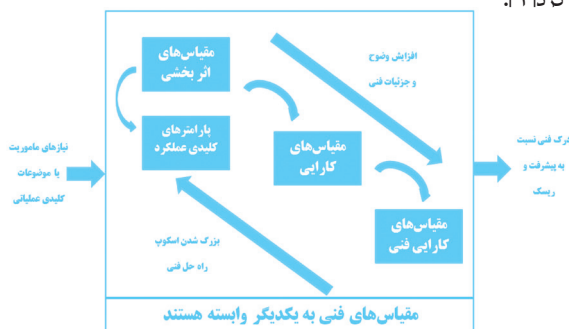 افزایش وضوح
و جزئیات فنی
مقیاس‌های
اثر بخشی
پارامترهای
کلیدی عملکرد
مقیاس‌های
کارایی
مقیاس‌های
کارایی فنی
نیازهای ماموریت
یا موضوعات
کلیدی عملیاتی
درک فنی نسبت
به پیشرفت و
ریسک
بزرگ شدن اسکوپ
راه حل فنی
مقیاس‌های فنی به یکدیگر وابسته هستند